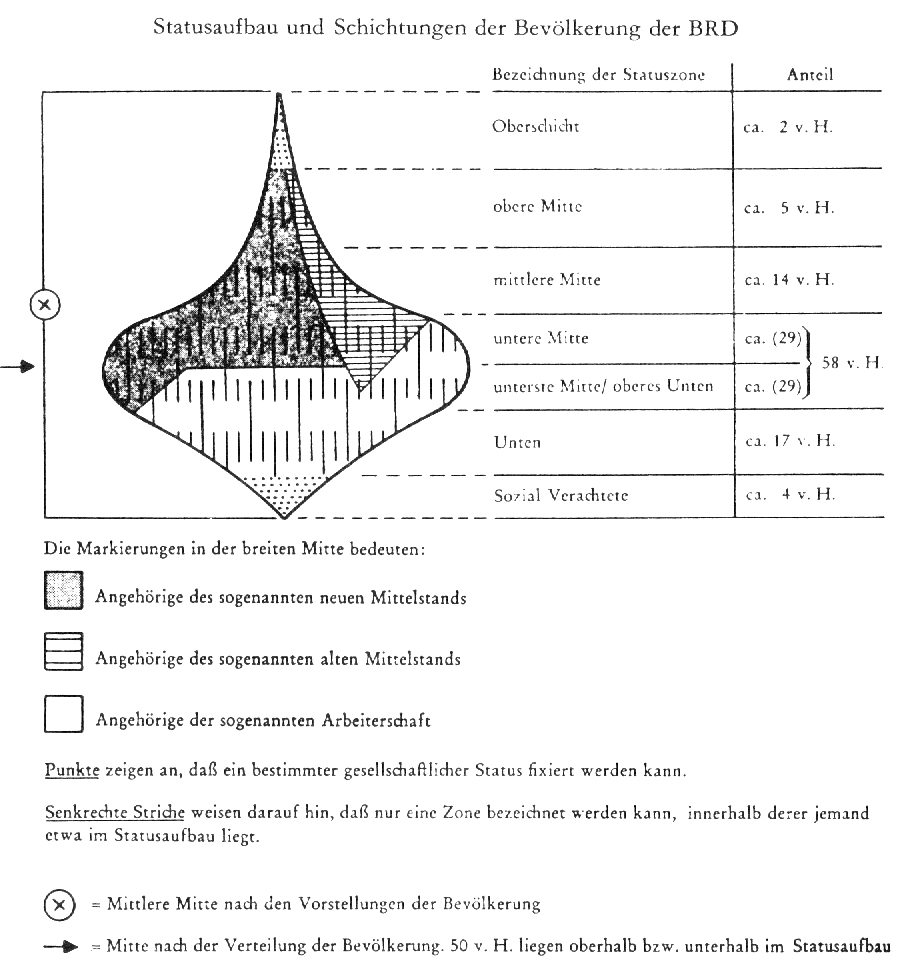 Statusaufbau und Schichtungen der Bevölkerung der BRD
Bezeichnung der Statuszone Anteil
Oberschicht ca. 2 v. H.
obere Mitte ca. 5 v. H.
mittlere Mitte ca. 14 v. H.
untere Mitte ca. (29)
58 v. H.
unterste Mitte/ oberes Unten ca. (29)
Unten ca. 17 v. H.
Sozial Verachtete ca. 4 v. H.
Die Markierungen in der breiten Mitte bedeuten:
Angehörige des sogenannten neuen Mittelstands
Angehörige des sogenannten alten Mittelstands
Angehörige der sogenannten Arbeiterschaft
Punkte zeigen an, daß ein bestimmter gesellschaftlicher Status fixiert werden kann.
Senkrechte Striche weisen darauf hin, daß nur eine Zone bezeichnet werden kann, innerhalb derer jemand
etwa im Statusaufbau liegt.
= Mittlere Mitte nach den Vorstellungen der Bevölkerung
= Mitte nach der Verteilung der Bevölkerung. 50 v. H. liegen oberhalb bzw. unterhalb im Statusaufbau